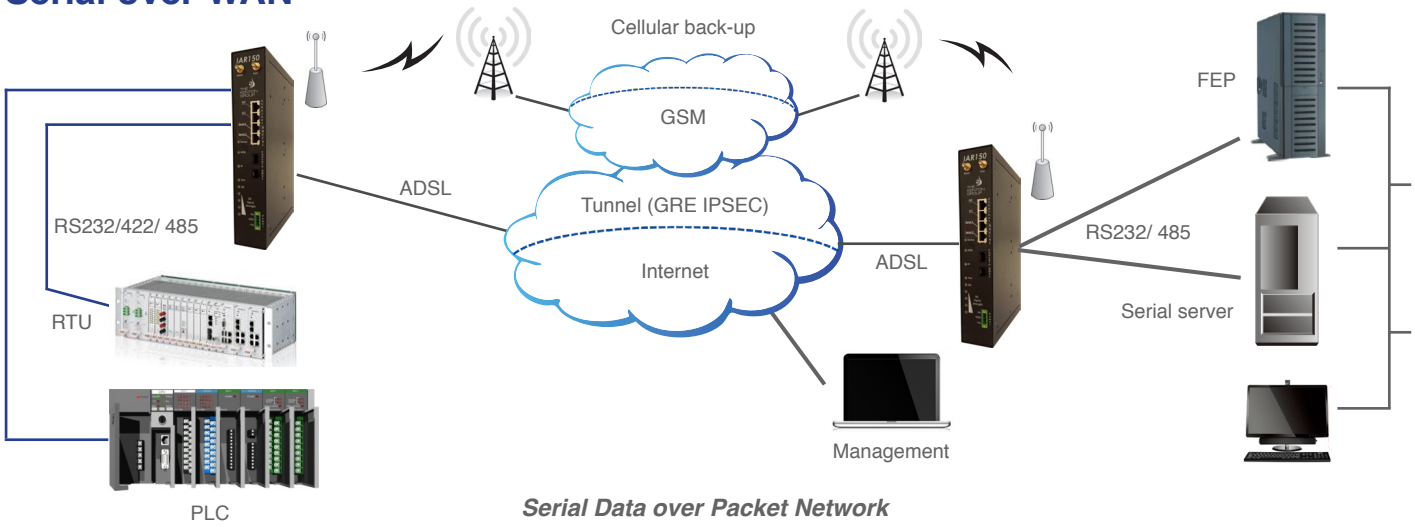 Serial over WAN
Cellular back-up
IAR150
FEP
GSM
IAR150
ADSL
Tunnel (GRE IPSEC)
RS232/422/ 485
RS232/ 485
ADSL
Internet
Serial server
RTU
Management
Serial Data over Packet Network
PLC